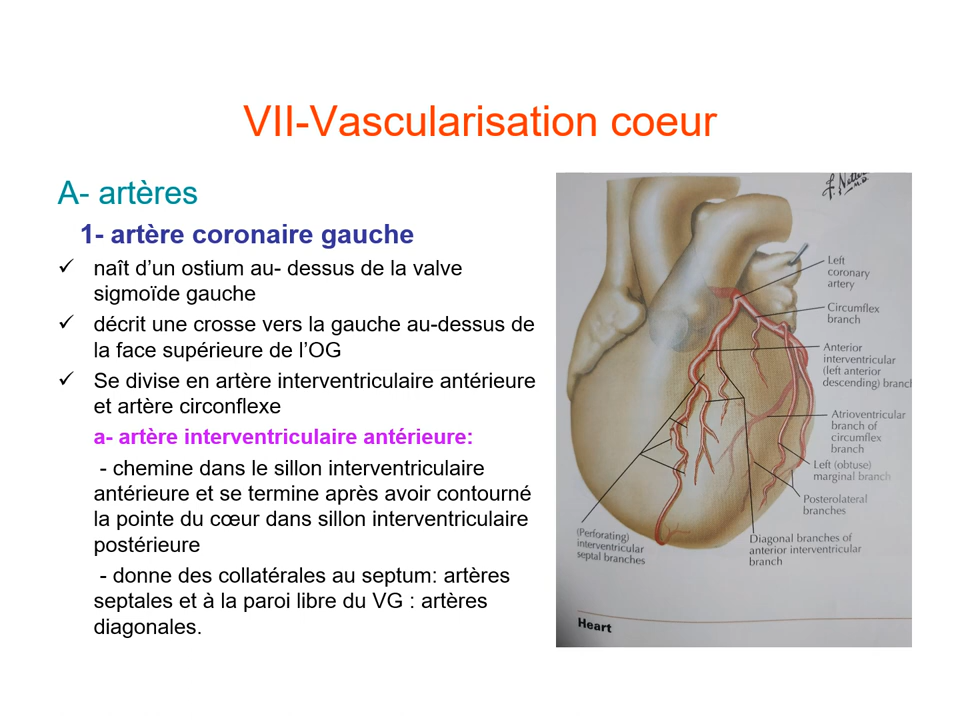 VII-Vascularisation coeur
A- artères
1- artère coronaire gauche
✓ naît d’un ostium au- dessus de la valve
sigmoïde gauche
✓ décrit une crosse vers la gauche au-dessus de
la face supérieure de l’OG
✓ Se divise en artère interventriculaire antérieure
et artère circonflexe
a- artère interventriculaire antérieure:
- chemine dans le sillon interventriculaire
antérieure et se termine après avoir contourné
la pointe du cœur dans sillon interventriculaire
postérieure
- donne des collatérales au septum: artères
septales et à la paroi libre du VG : artères
diagonales.
F. Netter
M.D.
Left
coronary
artery
Circumflex
branch
Anterior
interventricular
(left anterior
descending) branch
Atrioventricular
branch of
circumflex
branch
Left (obtuse)
marginal branch
Posterolateral
branches
(Perforating)
interventricular
septal branches
Diagonal branches of
anterior interventricular
branch
Heart